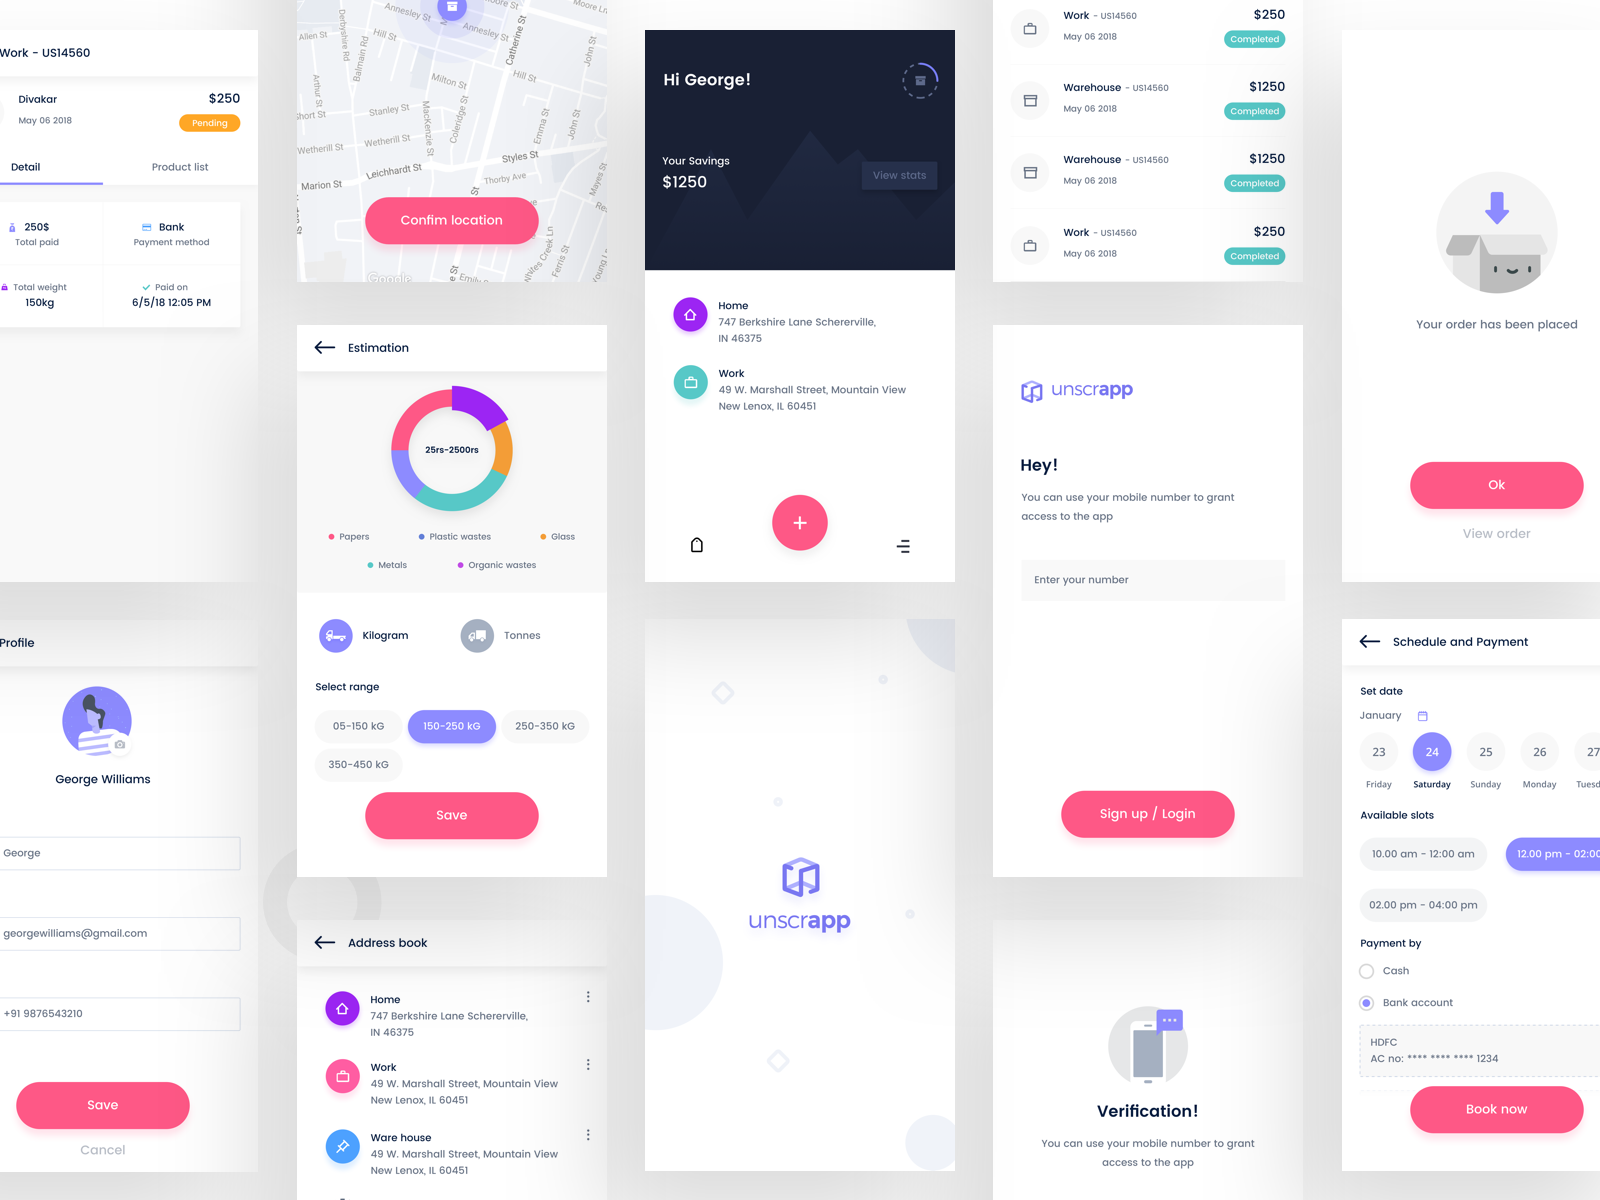 Work - US14560
Divakar
$250
May 06 2018
Pending
Detail
Product list
250$
Total paid
Bank
Payment method
Total weight
150kg
Paid on
6/5/18 12:05 PM
Profile
George Williams
George
georgewilliams@gmail.com
+91 9876543210
Save
Cancel
Annesley St
Annesley St
Moore Ln
Allen St
Derbyshire Rd
Hill St
Balmain Rd
Catherine St
John St
Arthur St
Milton St
Hill St
Short St
Stanley St
MacKenzie St
Coleridge St
Emma St
John St
Wetherill St
Wetherill St
Styles St
Leichhardt St
Thorby Ave
Marion St
Mayes St
St
Confim location
Whites Creek Ln
Ferris St
Young
Google
Estimation
25rs-2500rs
Papers
Plastic wastes
Glass
Metals
Organic wastes
Kilogram
Tonnes
Select range
05-150 kG
150-250 kG
250-350 kG
350-450 kG
Save
Address book
Home
747 Berkshire Lane Schererville,
IN 46375
Work
49 W. Marshall Street, Mountain View
New Lenox, IL 60451
Ware house
49 W. Marshall Street, Mountain View
New Lenox, IL 60451
Hi George!
Your Savings
$1250
View stats
Home
747 Berkshire Lane Schererville,
IN 46375
Work
49 W. Marshall Street, Mountain View
New Lenox, IL 60451
+
unscrapp
Work - US14560
$250
May 06 2018
Completed
Warehouse - US14560
$1250
May 06 2018
Completed
Warehouse - US14560
$1250
May 06 2018
Completed
Work - US14560
$250
May 06 2018
Completed
unscrapp
Hey!
You can use your mobile number to grant
access to the app
Enter your number
Sign up / Login
Verification!
You can use your mobile number to grant
access to the app
Your order has been placed
Ok
View order
Schedule and Payment
Set date
January
23
24
25
26
27
Friday
Saturday
Sunday
Monday
Available slots
10.00 am - 12:00 am
12.00 pm - 02:00
02.00 pm - 04:00 pm
Payment by
Cash
Bank account
HDFC
AC no: **** **** **** 1234
Book now